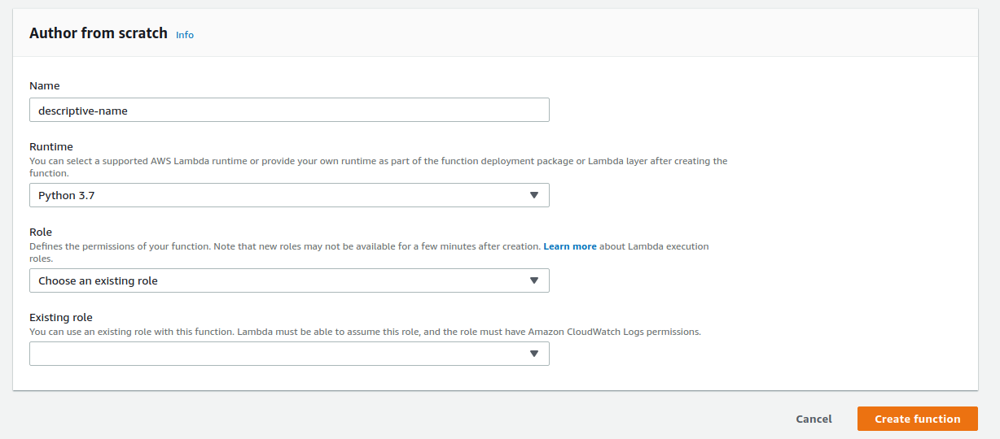 Author from scratch Info
Name
descriptive-name
Runtime
You can select a supported AWS Lambda runtime or provide your own runtime as part of the function deployment package or Lambda layer after creating the
function.
Python 3.7
Role
Defines the permissions of your function. Note that new roles may not be available for a few minutes after creation. Learn more about Lambda execution
roles.
Choose an existing role
Existing role
You can use an existing role with this function. Lambda must be able to assume this role, and the role must have Amazon CloudWatch Logs permissions.
Cancel Create function